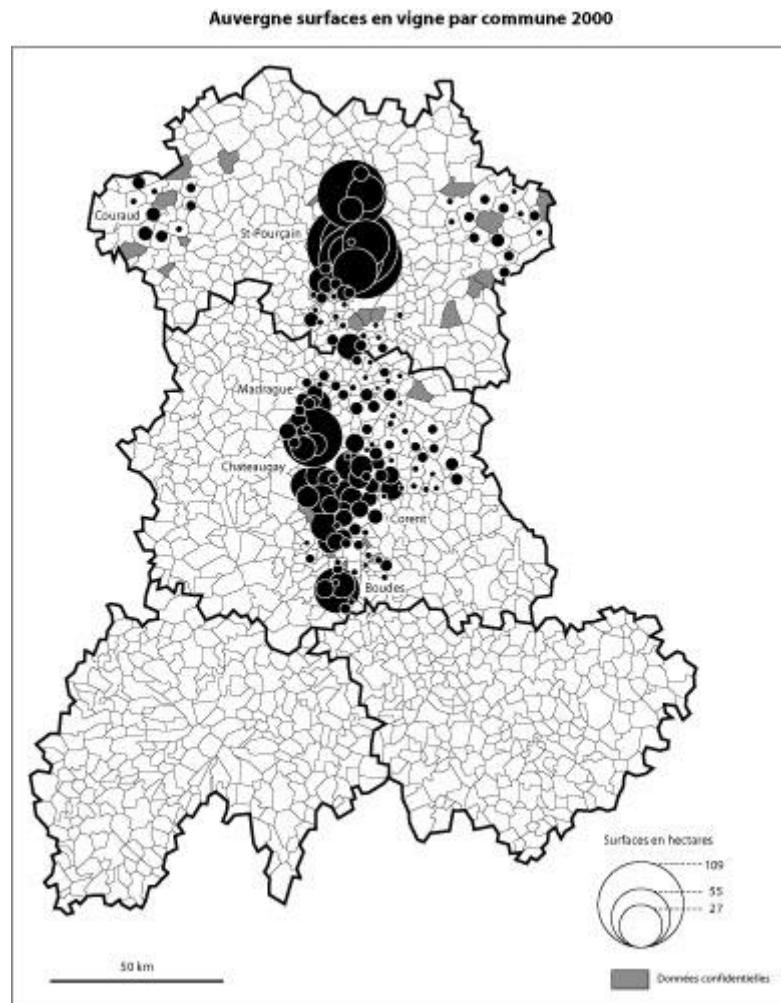 Auvergne surfaces en vigne par commune 2000
Couraud
St-Pourçain
Madrague
Chateaugay
Corent
Boudes
Surfaces en hectares
109
55
27
50 km
Données confidentielles